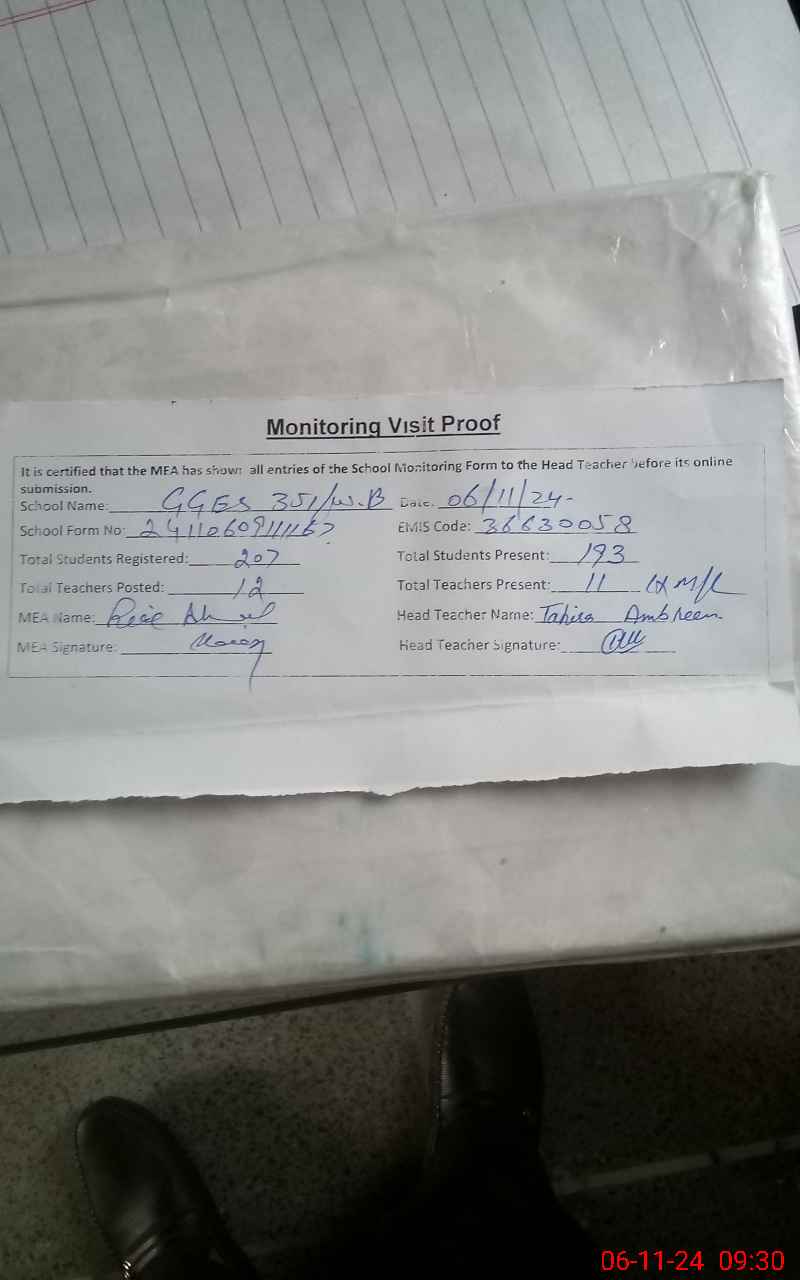 Monitoring Visit Proof
It is certified that the MEA has shown all entries of the School Monitoring Form to the Head Teacher before its online
submission.
School Name: GGES 351/W.B Date: 06/11/24
School Form No: EMIS Code: 36630058
Total Students Registered: 207 Total Students Present: 193
Total Teachers Posted: 12 Total Teachers Present: 11
MEA Name: Head Teacher Name: Tahira Ambreen
MEA Signature: Head Teacher Signature:
06-11-24 09:30